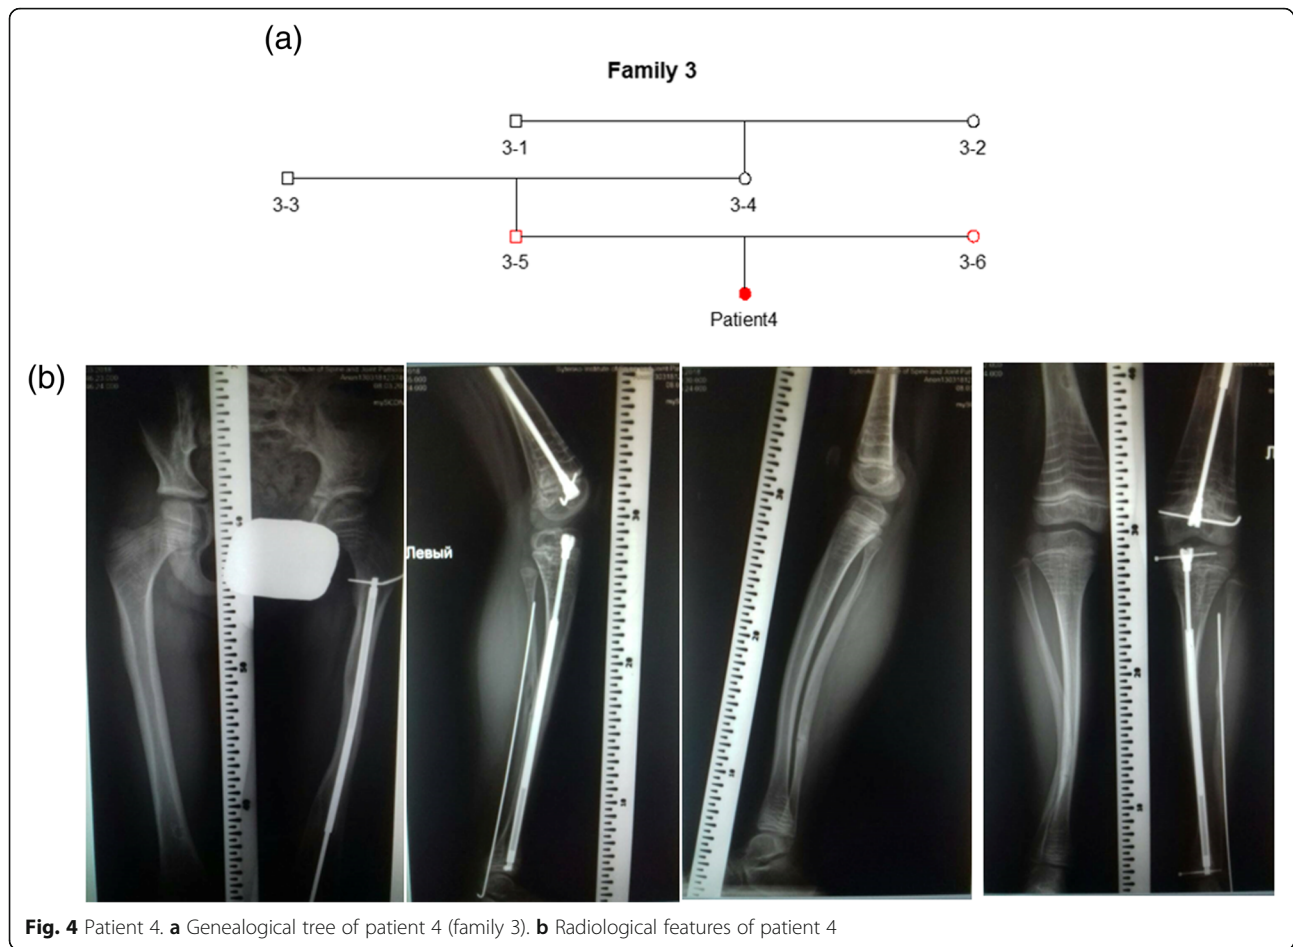 (a)
Family 3
3-1
3-2
3-3
3-4
3-5
3-6
Patient4
(b)
Левый
Л
Fig. 4 Patient 4. a Genealogical tree of patient 4 (family 3). b Radiological features of patient 4